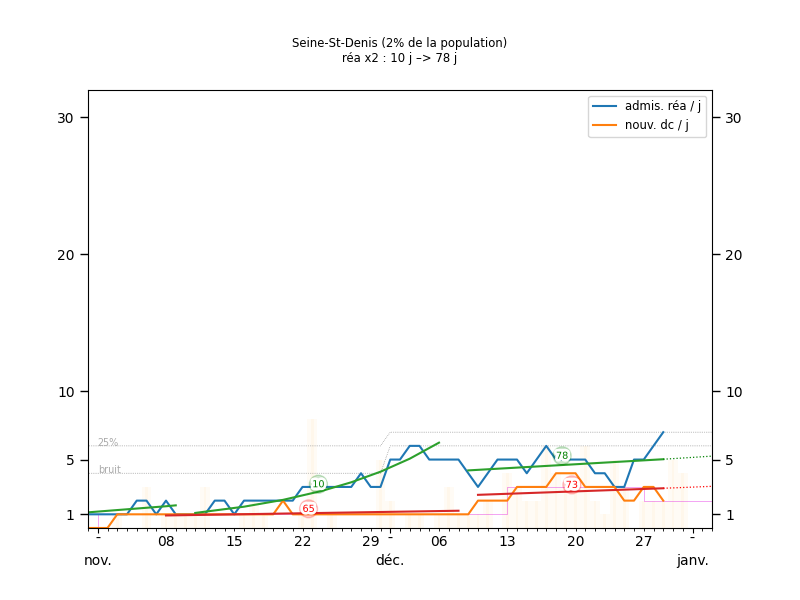 Seine-St-Denis (2% de la population)
réa x2 : 10 j –> 78 j
admis. réa / j
nouv. dc / j
30 30
20 20
10 10
5 5
1 1
25%
bruit
10
65
78
73
- 08 15 22 29 - 06 13 20 27 -
nov. déc. janv.